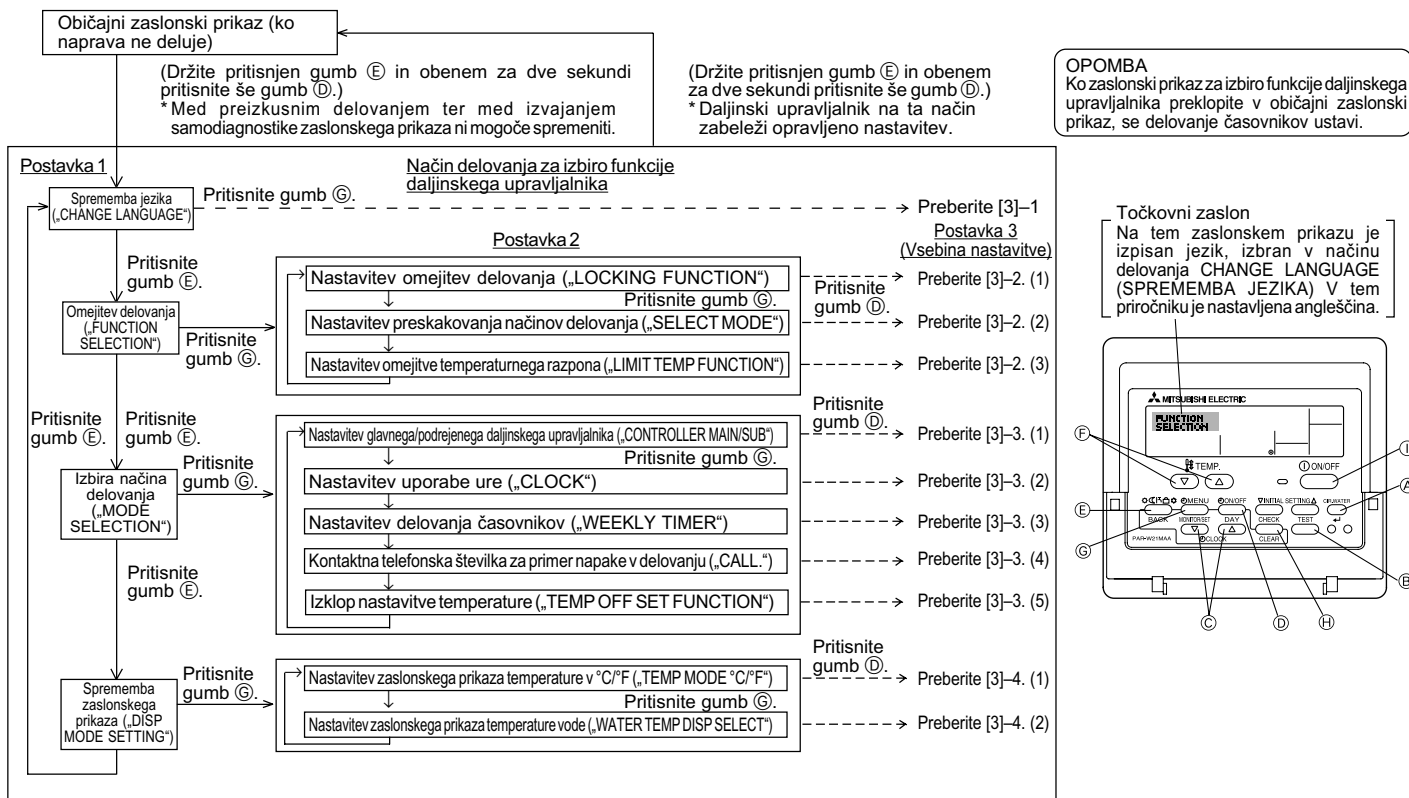 Običajni zaslonski prikaz (ko
naprava ne deluje)
(Držite pritisnjen gumb Ⓔ in obenem za dve sekundi
pritisnite še gumb Ⓓ.)
* Med preizkusnim delovanjem ter med izvajanjem
samodiagnostike zaslonskega prikaza ni mogoče spremeniti.
(Držite pritisnjen gumb Ⓔ in obenem
za dve sekundi pritisnite še gumb Ⓓ.)
* Daljinski upravljalnik na ta način
zabeleži opravljeno nastavitev.
OPOMBA
Ko zaslonski prikaz za izbiro funkcije daljinskega
upravljalnika preklopite v običajni zaslonski
prikaz, se delovanje časovnikov ustavi.
Postavka 1
Način delovanja za izbiro funkcije
daljinskega upravljalnika
Sprememba jezika
(„CHANGE LANGUAGE“)
Pritisnite gumb Ⓖ.
Preberite [3]–1
Postavka 2
Postavka 3
(Vsebina nastavitve)
Pritisnite
gumb Ⓔ.
Omejitev delovanja
(„FUNCTION
SELECTION“)
Pritisnite
gumb Ⓖ.
Nastavitev omejitev delovanja („LOCKING FUNCTION“)
Pritisnite gumb Ⓖ.
Pritisnite
gumb Ⓓ.
Preberite [3]–2. (1)
Nastavitev preskakovanja načinov delovanja („SELECT MODE“)
Preberite [3]–2. (2)
Nastavitev omejitve temperaturnega razpona („LIMIT TEMP FUNCTION“)
Preberite [3]–2. (3)
Pritisnite
gumb Ⓔ.
Pritisnite
gumb Ⓔ.
Izbira načina
delovanja
(„MODE
SELECTION“)
Pritisnite
gumb Ⓖ.
Pritisnite
gumb Ⓓ.
Nastavitev glavnega/podrejenega daljinskega upravljalnika („CONTROLLER MAIN/SUB“)
Preberite [3]–3. (1)
Pritisnite gumb Ⓖ.
Nastavitev uporabe ure („CLOCK“)
Preberite [3]–3. (2)
Nastavitev delovanja časovnikov („WEEKLY TIMER“)
Preberite [3]–3. (3)
Kontaktna telefonska številka za primer napake v delovanju („CALL.“)
Preberite [3]–3. (4)
Izklop nastavitve temperature („TEMP OFF SET FUNCTION“)
Preberite [3]–3. (5)
Pritisnite
gumb Ⓔ.
Sprememba
zaslonskega
prikaza („DISP
MODE SETTING“)
Pritisnite
gumb Ⓖ.
Pritisnite
gumb Ⓓ.
Nastavitev zaslonskega prikaza temperature v °C/°F („TEMP MODE °C/°F“)
Preberite [3]–4. (1)
Pritisnite gumb Ⓖ.
Nastavitev zaslonskega prikaza temperature vode („WATER TEMP DISP SELECT“)
Preberite [3]–4. (2)
Točkovni zaslon
Na tem zaslonskem prikazu je
izpisan jezik, izbran v načinu
delovanja CHANGE LANGUAGE
(SPREMEMBA JEZIKA) V tem
priročniku je nastavljena angleščina.
MITSUBISHI ELECTRIC
FUNCTION
SELECTION
TEMP.
ON/OFF
MENU
ON/OFF
INITIAL SETTING
CIR.WATER
BACK
MONITOR/SET
DAY
CHECK
TEST
PAR-W21MAA
CLOCK
CLEAR
Ⓕ
Ⓘ
Ⓐ
Ⓔ
Ⓖ
Ⓑ
Ⓒ
Ⓓ
Ⓗ